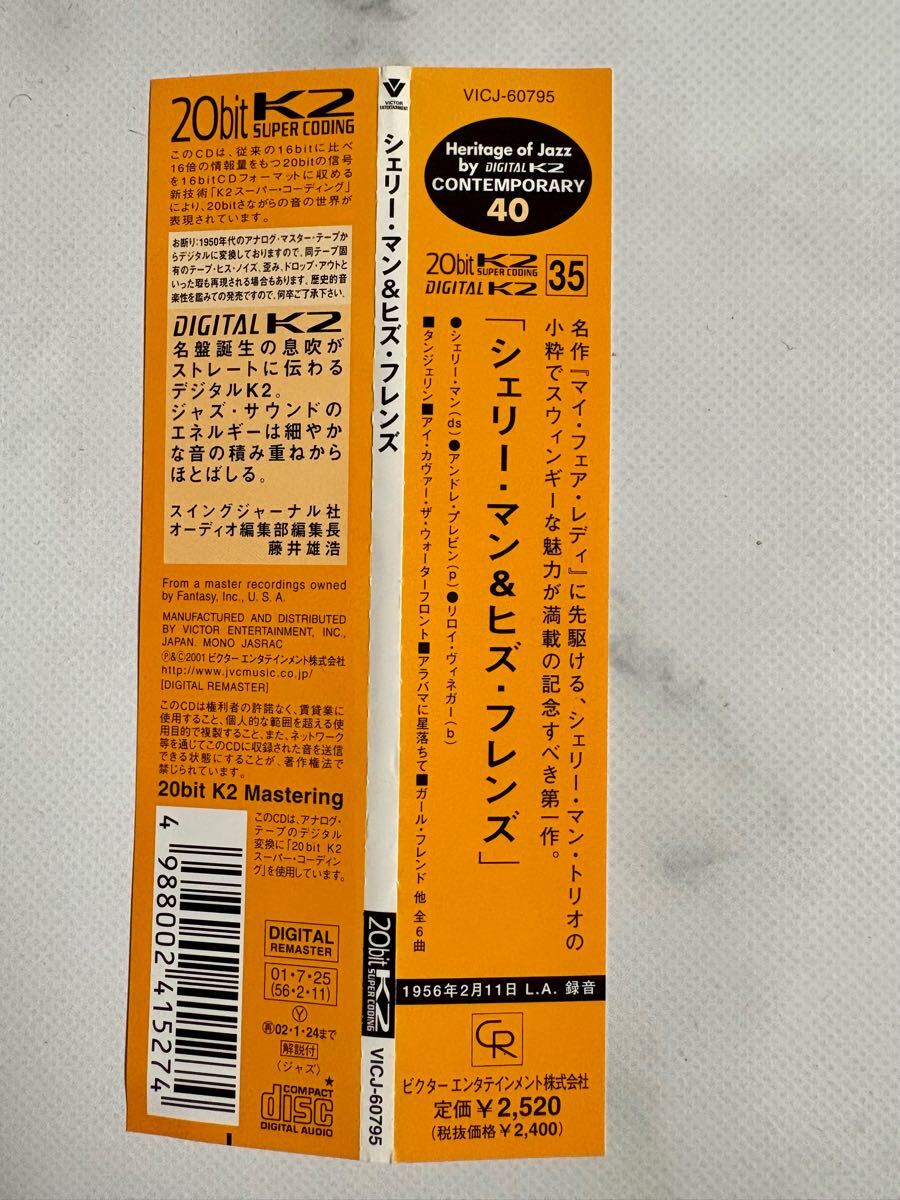 20bit K2
SUPER CODING
このCDは、従来の16bitに比べ
16倍の情報量をもつ20bitの信号
を16bitCDフォーマットに収める
新技術「K2スーパー・コーディング」
により、20bitさながらの音の世界が
表現されています。
お断り:1950年代のアナログ・マスター・テープか
らデジタルに変換しておりますので、同テープ固
有のテープ・ヒス・ノイズ、歪み、ドロップ・アウトと
いった瑕も再現される場合もあります。歴史的音
楽性を鑑みての発売ですので、何卒ご了承下さい.
DIGITAL K2
名盤誕生の息吹が
ストレートに伝わる
デジタルK2。
ジャズ・サウンドの
エネルギーは細やか
な音の積み重ねから
ほとばしる。
スイングジャーナル社
オーディオ編集部編集長
藤井雄浩
From a master recordings owned
by Fantasy, Inc., U. S. A.
MANUFACTURED AND DISTRIBUTED
BY VICTOR ENTERTAINMENT, INC.,
JAPAN. MONO JASRAC
Ⓟ&Ⓒ2001 ビクターエンタテインメント株式会社
http://www.jvcmusic.co.jp/
[DIGITAL REMASTER]
このCDは権利者の許諾なく、賃貸業に
使用すること、個人的な範囲を超える使
用目的で複製すること、また、ネットワーク
等を通じてこのCDに収録された音を送信
できる状態にすることが、著作権法で
禁じられています。
20bit K2 Mastering
このCDは、アナログ・
テープのデジタル
変換に「20bit K2
スーパー・コーディン
グ」を使用しています。
4 988002 415274
DIGITAL
REMASTER
01・7・25
(56・2・11)
Ⓨ
再02・1・24まで
解説付
〈ジャズ〉
★
COMPACT
disc
DIGITAL AUDIO
VICTOR
ENTERTAINMENT
シェリー・マン&ヒズ・フレンズ
20bit K2
SUPER CODING
VICJ-60795
VICJ-60795
Heritage of Jazz
by DIGITAL K2
CONTEMPORARY
40
20bit K2
SUPER CODING
DIGITAL K2
35
名作『マイ・フェア・レディ』に先駆ける、シェリー・マン・トリオの
小粋でスウィンギーな魅力が満載の記念すべき第一作。
「シェリー・マン&ヒズ・フレンズ」
●シェリー・マン(ds)●アンドレ・プレビン(p)●リロイ・ヴィネガー(b)
■タンジェリン■アイ・カヴァー・ザ・ウォーターフロント■アラバマに星落ちて■ガール・フレンド 他 全6曲
1956年2月11日 L.A. 録音
CR
ビクターエンタテインメント株式会社
定価¥2,520
(税抜価格¥2,400)